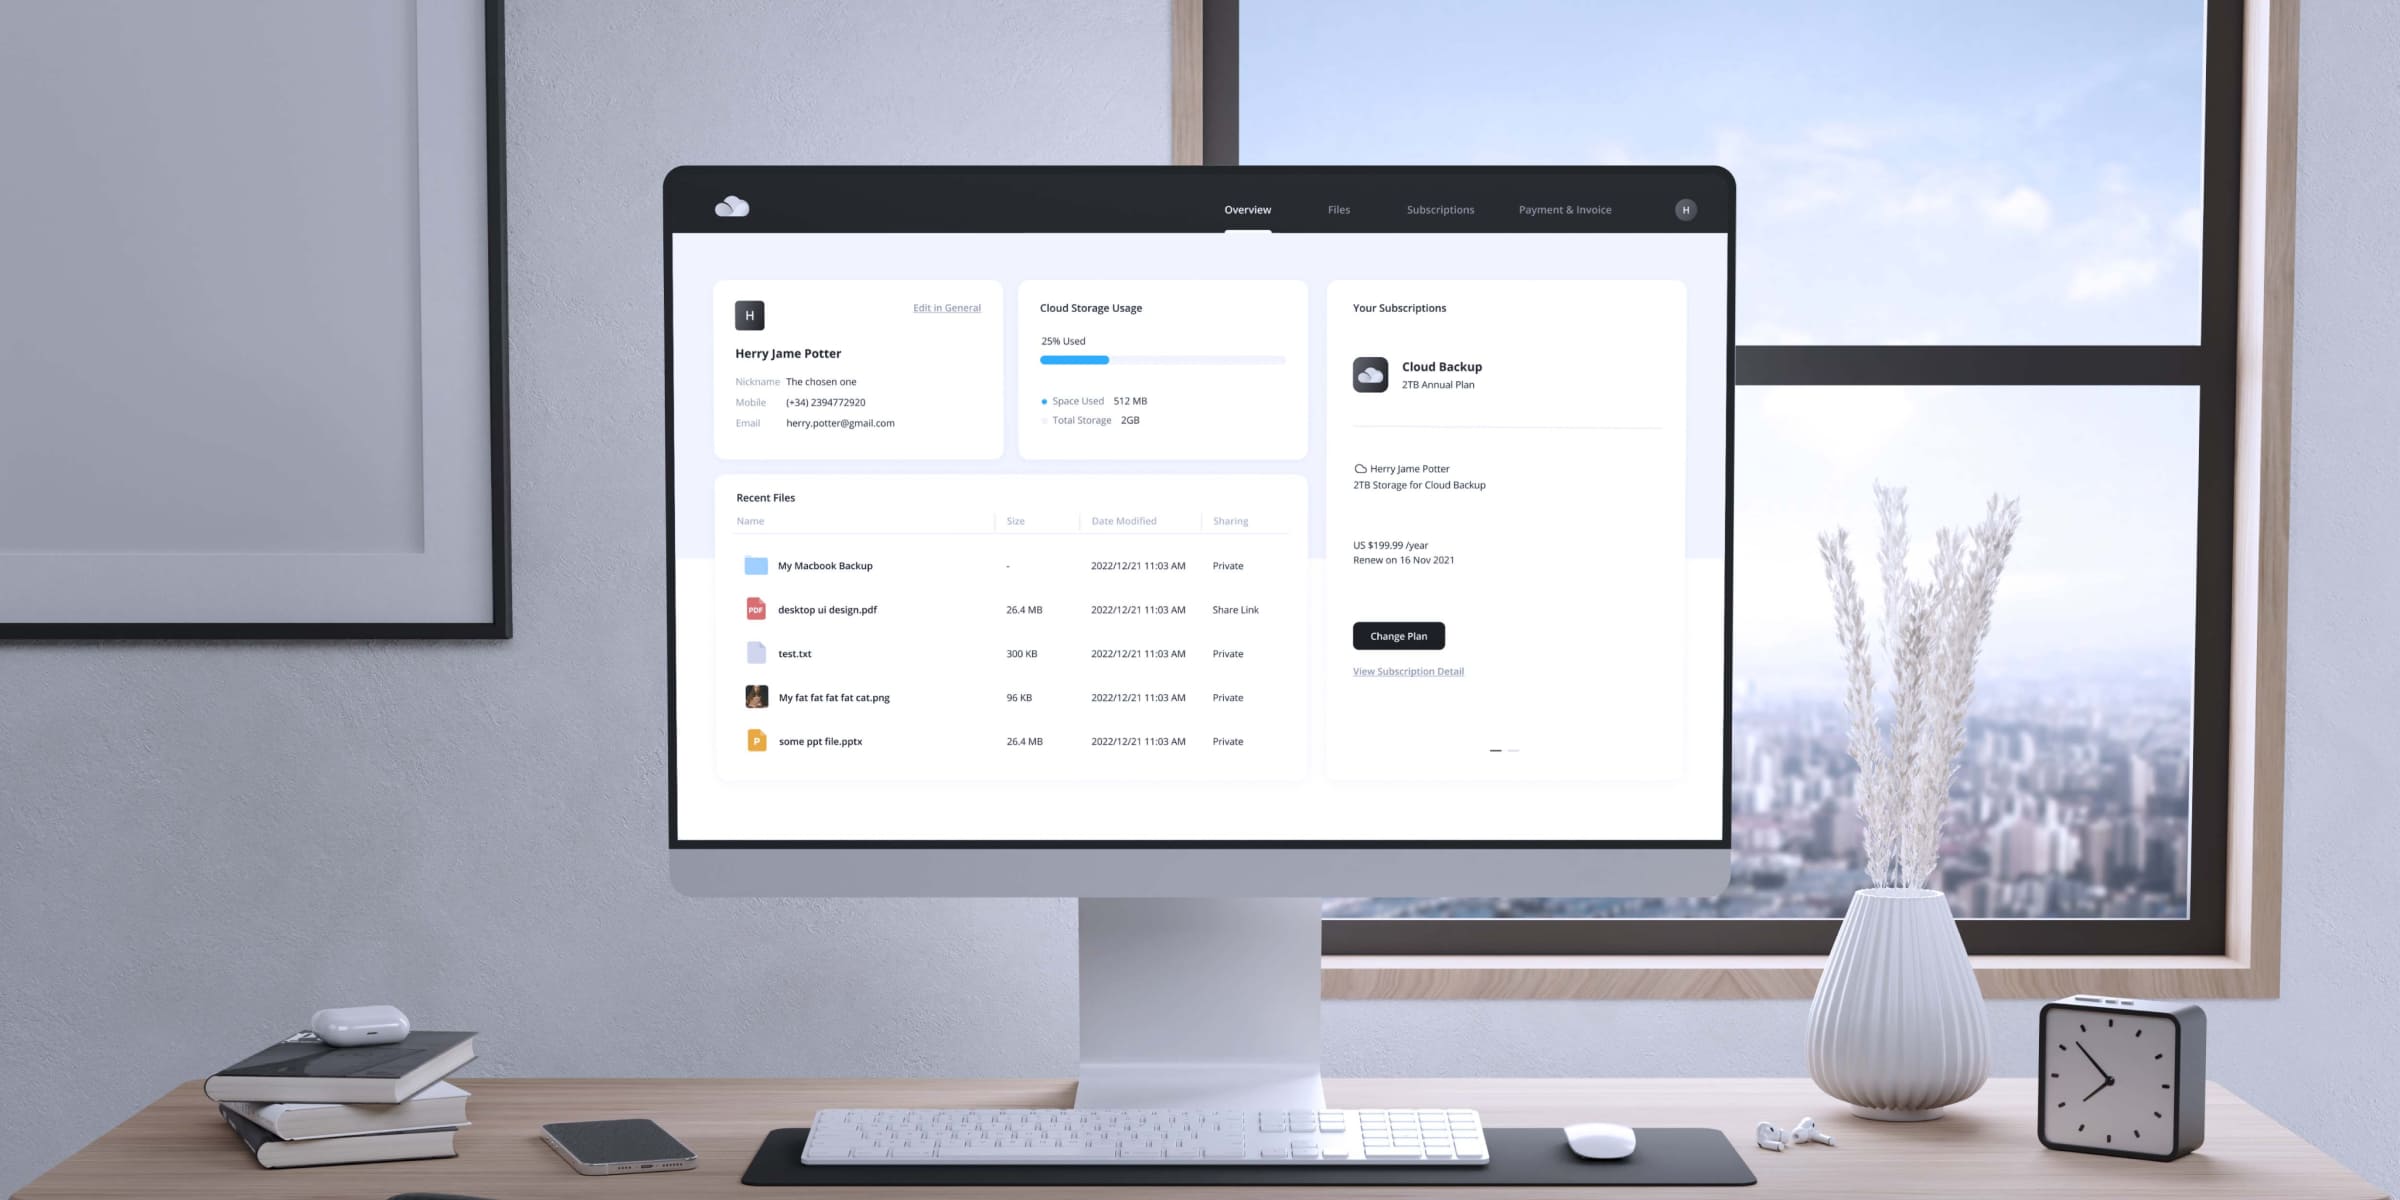 Overview Files Subscriptions Payment & Invoice H
H Edit in General
Herry Jame Potter
Nickname The chosen one
Mobile (+34) 2394772920
Email herry.potter@gmail.com
Cloud Storage Usage
25% Used
Space Used 512 MB
Total Storage 2GB
Recent Files
Name Size Date Modified Sharing
My Macbook Backup - 2022/12/21 11:03 AM Private
PDF desktop ui design.pdf 26.4 MB 2022/12/21 11:03 AM Share Link
test.txt 300 KB 2022/12/21 11:03 AM Private
My fat fat fat fat cat.png 96 KB 2022/12/21 11:03 AM Private
P some ppt file.pptx 26.4 MB 2022/12/21 11:03 AM Private
Your Subscriptions
Cloud Backup
2TB Annual Plan
Herry Jame Potter
2TB Storage for Cloud Backup
US $199.99 /year
Renew on 16 Nov 2021
Change Plan
View Subscription Detail